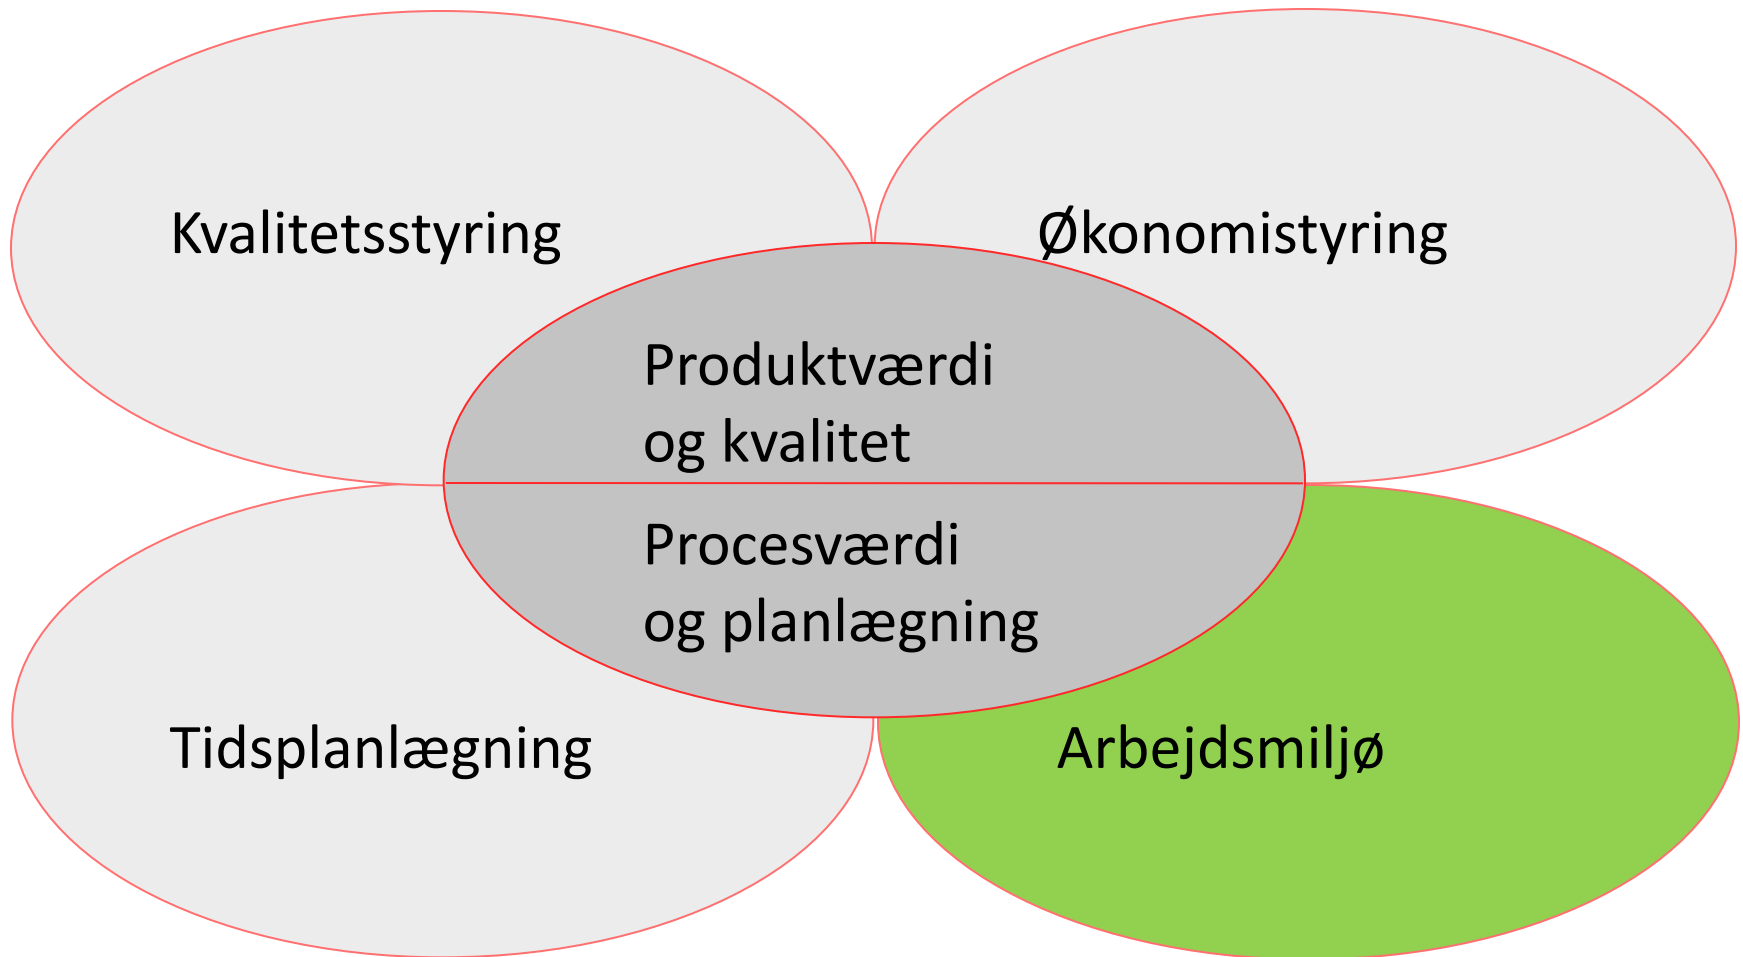 Kvalitetsstyring
Økonomistyring
Produktværdi
og kvalitet
Procesværdi
og planlægning
Tidsplanlægning
Arbejdsmiljø